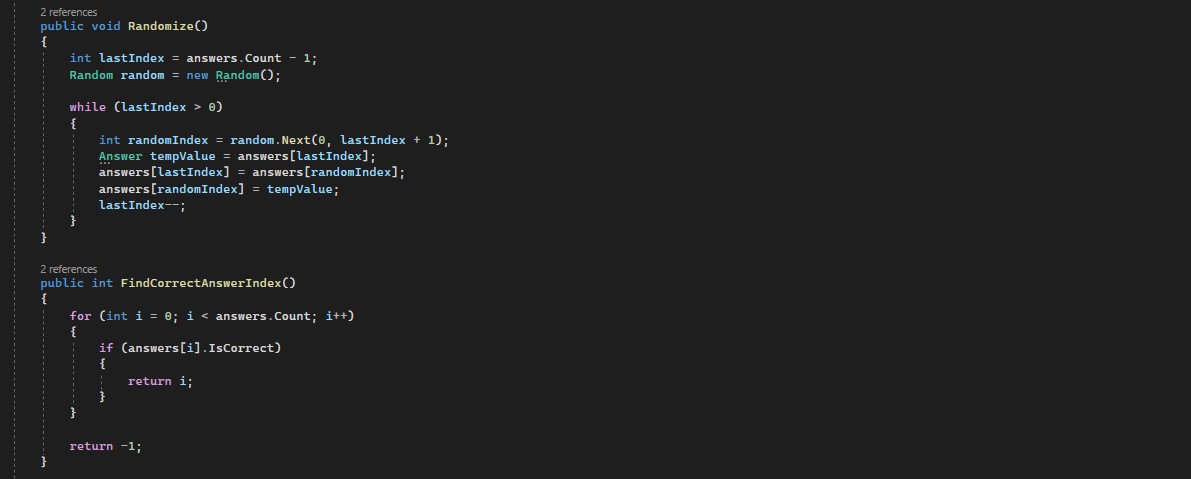 2 references
public void Randomize()
{
int lastIndex = answers.Count - 1;
Random random = new Random();
while (lastIndex > 0)
{
int randomIndex = random.Next(0, lastIndex + 1);
Answer tempValue = answers[lastIndex];
answers[lastIndex] = answers[randomIndex];
answers[randomIndex] = tempValue;
lastIndex--;
}
}
2 references
public int FindCorrectAnswerIndex()
{
for (int i = 0; i < answers.Count; i++)
{
if (answers[i].IsCorrect)
{
return i;
}
}
return -1;
}